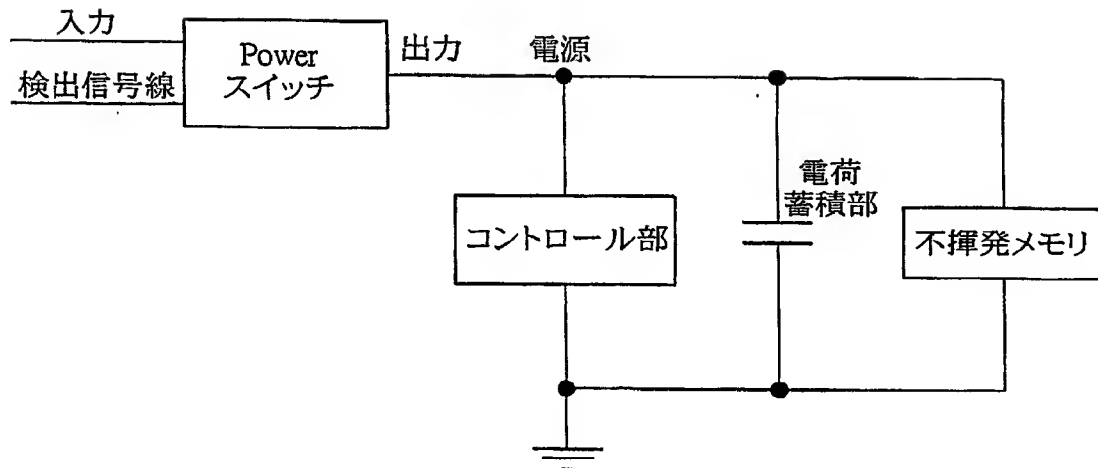 入力
検出信号線
Power
スイッチ
出力
電源
コントロール部
電荷
蓄積部
不揮発メモリ